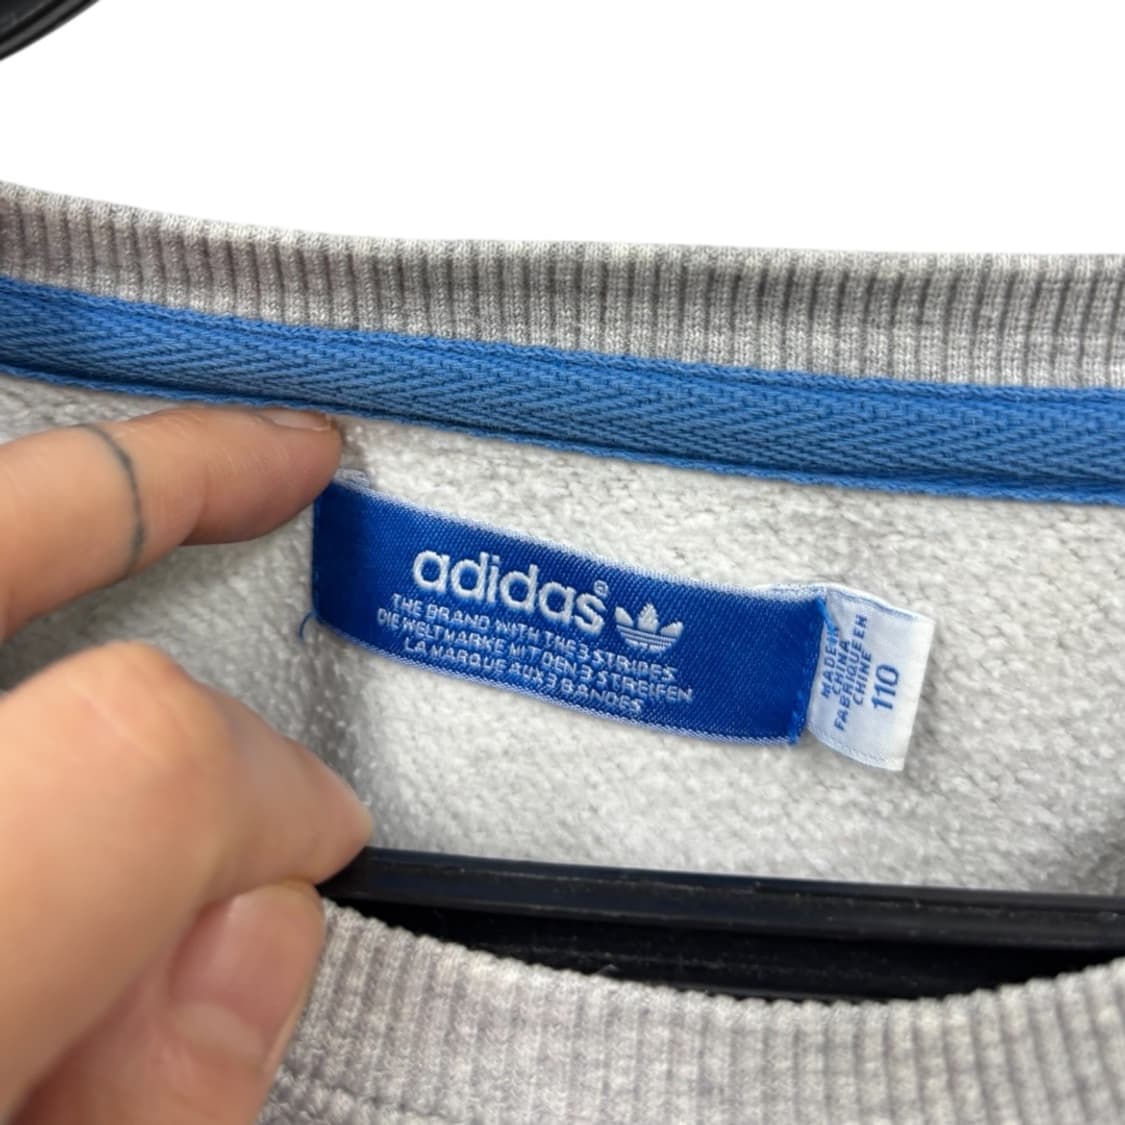 adidas®
THE BRAND WITH THE 3 STRIPES
DIE WELTMARKE MIT DEN 3 STREIFEN
LA MARQUE AUX 3 BANDES
MADE IN
CHINA
FABRIQUE EN
CHINE
110